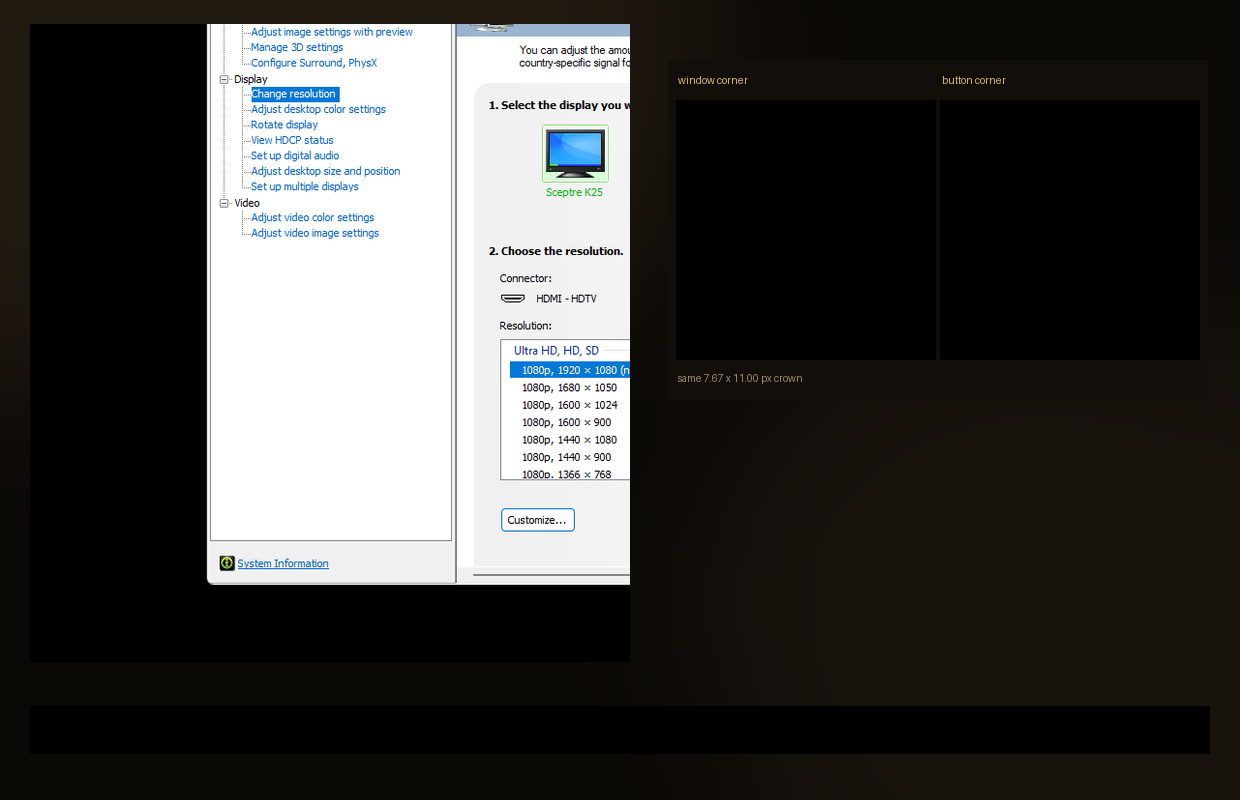 Adjust image settings with preview
Manage 3D settings
Configure Surround, PhysX
Display
Change resolution
Adjust desktop color settings
Rotate display
View HDCP status
Set up digital audio
Adjust desktop size and position
Set up multiple displays
Video
Adjust video color settings
Adjust video image settings
System Information
You can adjust the amou
country-specific signal fo
1. Select the display you w
Sceptre K25
2. Choose the resolution.
Connector:
HDMI - HDTV
Resolution:
Ultra HD, HD, SD
1080p, 1920 × 1080 (n
1080p, 1680 × 1050
1080p, 1600 × 1024
1080p, 1600 × 900
1080p, 1440 × 1080
1080p, 1440 × 900
1080p, 1366 × 768
Customize...
window corner
button corner
same 7.67 x 11.00 px crown